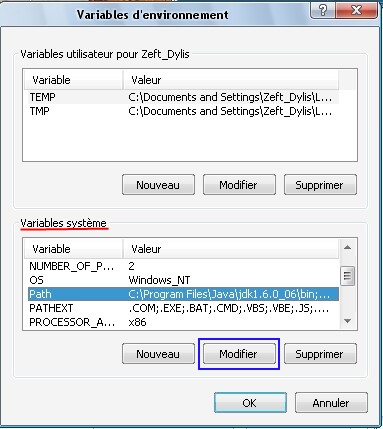 Variables d'environnement
Variables utilisateur pour Zeft_Dylis
Variable Valeur
TEMP C:\Documents and Settings\Zeft_Dylis\L...
TMP C:\Documents and Settings\Zeft_Dylis\L...
Nouveau Modifier Supprimer
Variables système
Variable Valeur
NUMBER_OF_P... 2
OS Windows_NT
Path C:\Program Files\Java\jdk1.6.0_06\bin;...
PATHEXT .COM;.EXE;.BAT;.CMD;.VBS;.VBE;.JS;....
PROCESSOR_A... x86
Nouveau Modifier Supprimer
OK Annuler